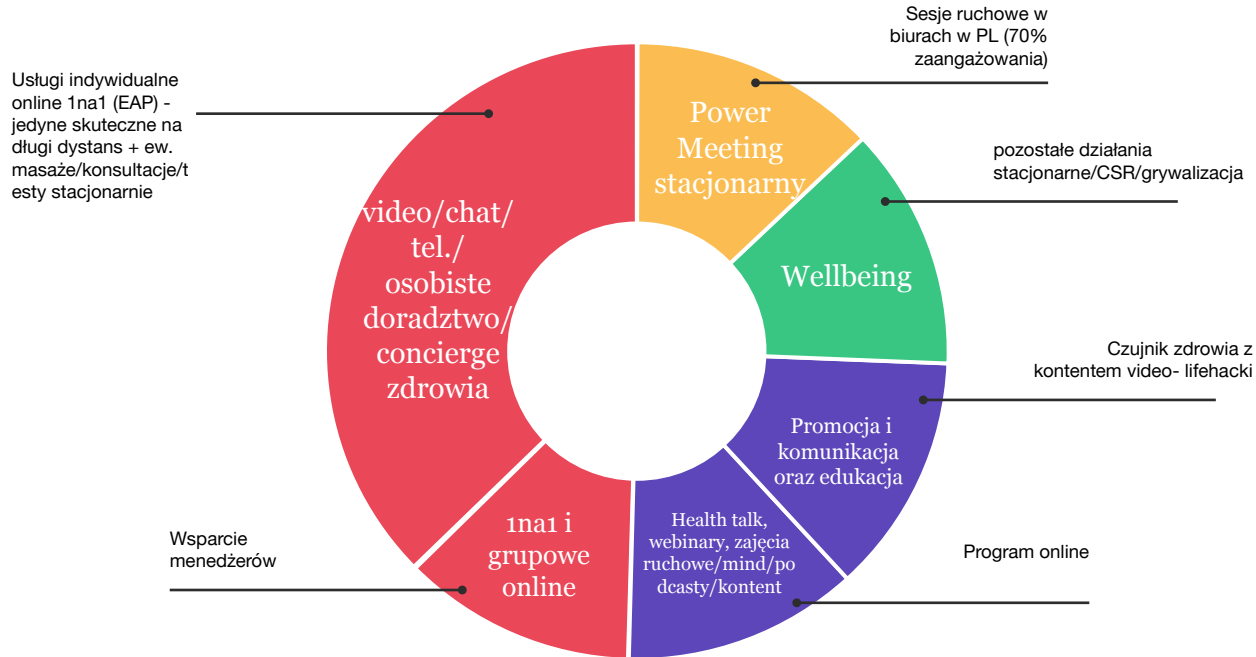 Sesje ruchowe w
biurach w PL (70%
zaangażowania)
Usługi indywidualne
online 1na1 (EAP) -
jedyne skuteczne na
długi dystans + ew.
masaże/konsultacje/t
esty stacjonarnie
Power
Meeting
stacjonarny
pozostałe działania
stacjonarne/CSR/grywalizacja
video/chat/
tel./
osobiste
doradztwo/
concierge
zdrowia
Wellbeing
Czujnik zdrowia z
kontentem video- lifehacki
Promocja i
komunikacja
oraz edukacja
Wsparcie
menedżerów
1na1 i
grupowe
online
Health talk,
webinary, zajęcia
ruchowe/mind/po
dcasty/kontent
Program online